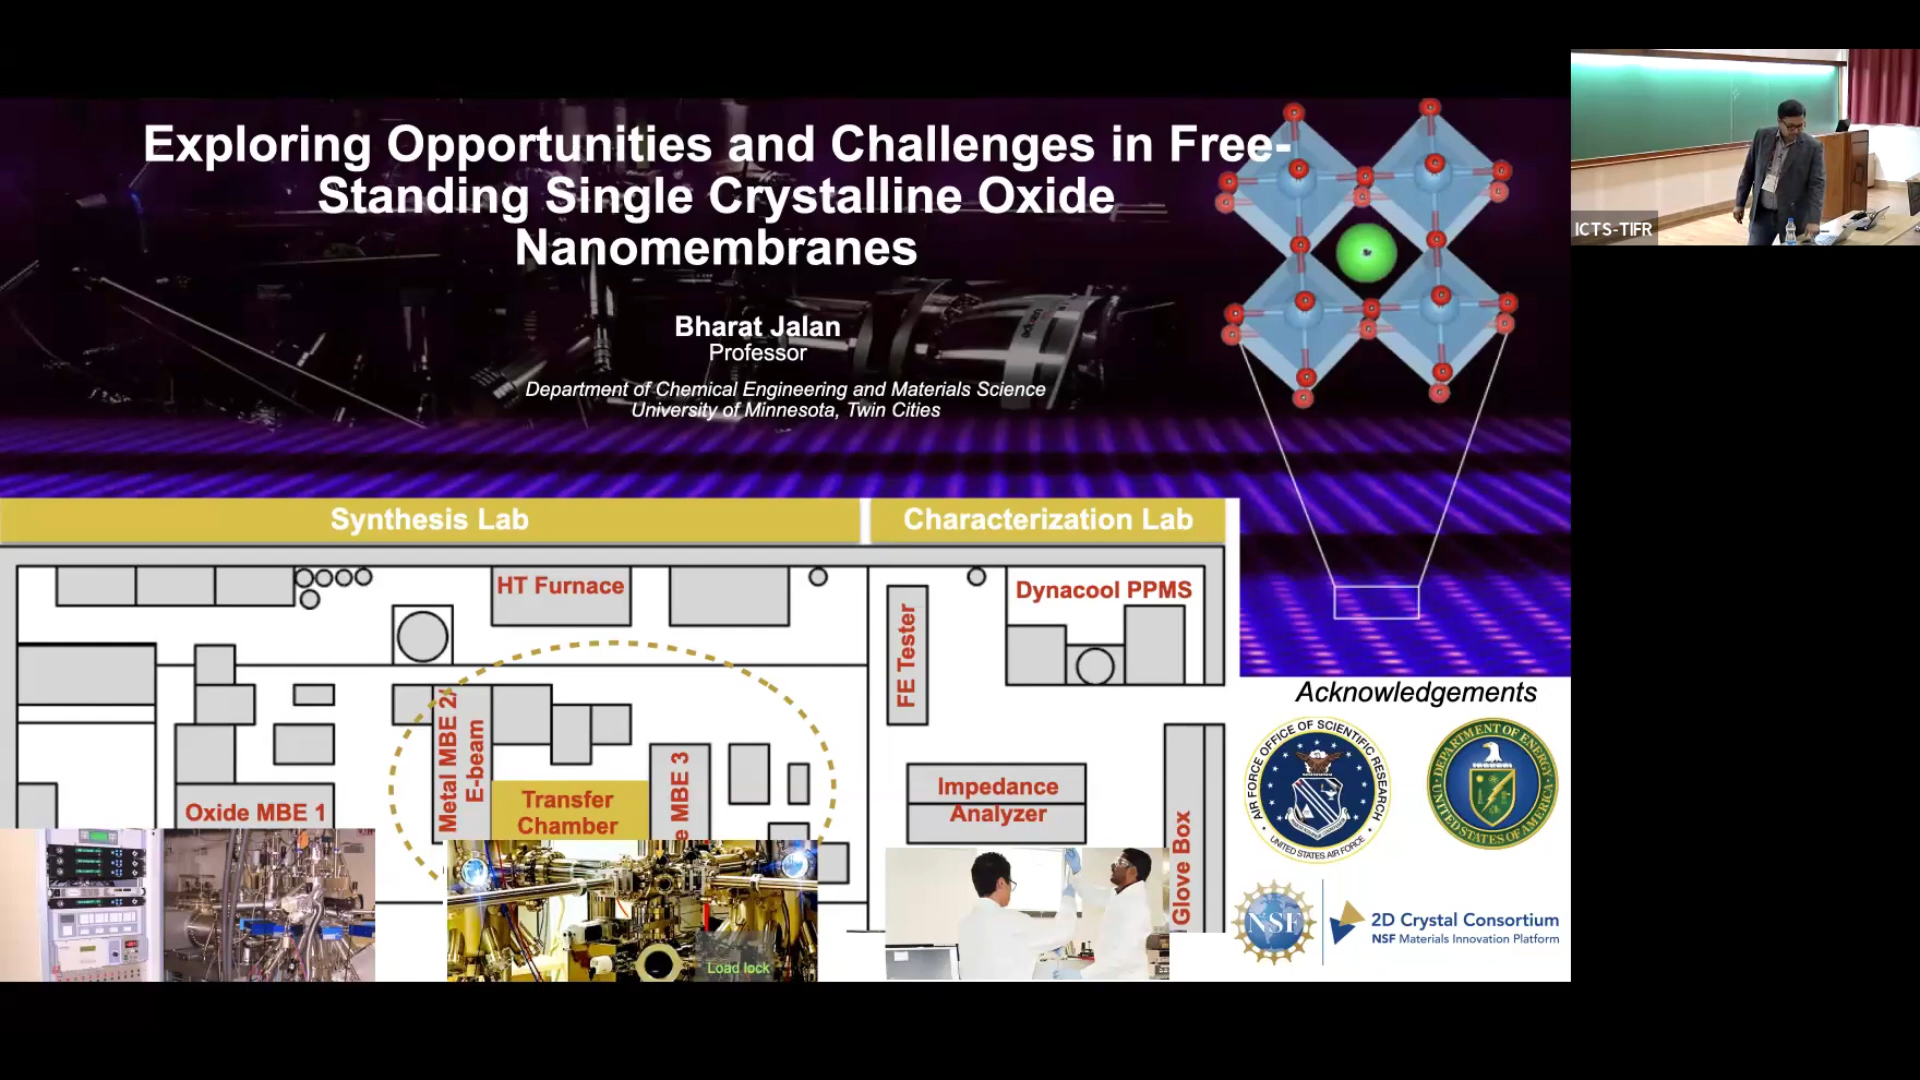 Exploring Opportunities and Challenges in Free-
Standing Single Crystalline Oxide
Nanomembranes
Bharat Jalan
Professor
Department of Chemical Engineering and Materials Science
University of Minnesota, Twin Cities
ICTS-TIFR
Synthesis Lab
Characterization Lab
HT Furnace
Dynacool PPMS
FE Tester
Metal MBE 2/
E-beam
Oxide MBE 1
Transfer
Chamber
e MBE 3
Impedance
Analyzer
Glove Box
Load lock
Acknowledgements
AIR FORCE OFFICE OF SCIENTIFIC RESEARCH
UNITED STATES AIR FORCE
DEPARTMENT OF ENERGY
UNITED STATES OF AMERICA
NSF
2D Crystal Consortium
NSF Materials Innovation Platform